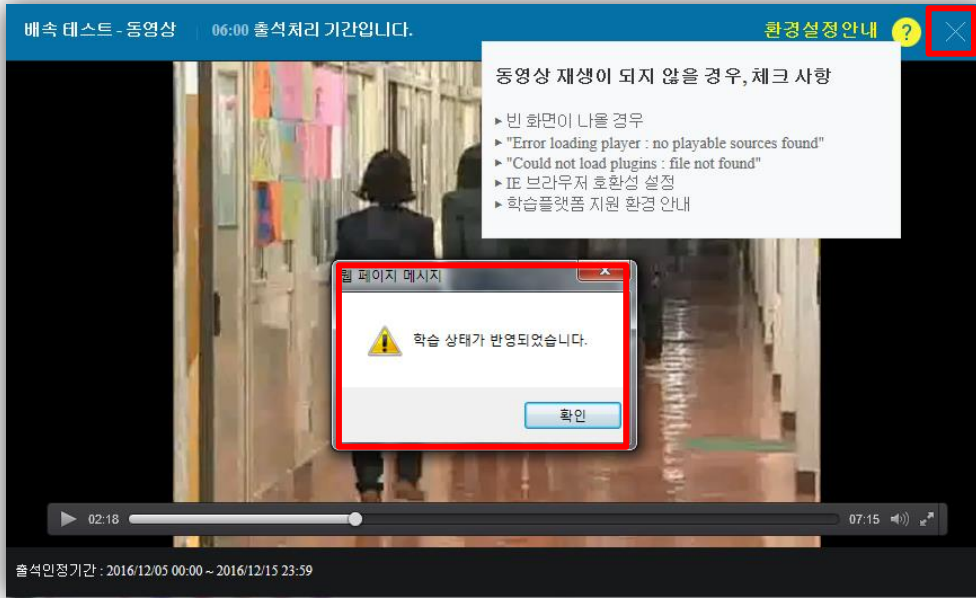 배속 테스트 - 동영상 06:00 출석처리 기간입니다. 환경설정안내 ?
동영상 재생이 되지 않을 경우, 체크 사항
▸ 빈 화면이 나올 경우
▸ "Error loading player : no playable sources found"
▸ "Could not load plugins : file not found"
▸ IE 브라우저 호환성 설정
▸ 학습플랫폼 지원 환경 안내
웹 페이지 메시지
학습 상태가 반영되었습니다.
확인
02:18 07:15
출석인정기간 : 2016/12/05 00:00 ~ 2016/12/15 23:59